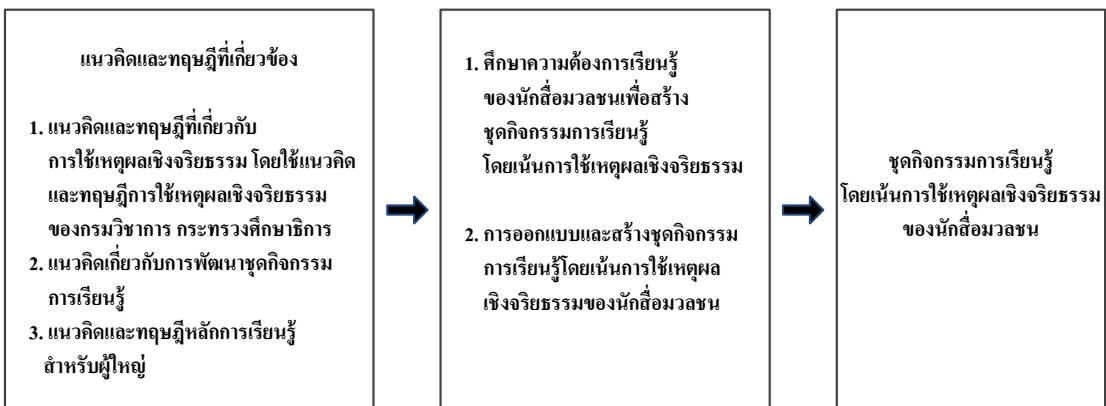 แนวคิดและทฤษฎีที่เกี่ยวข้อง
1. แนวคิดและทฤษฎีที่เกี่ยวกับ
การใช้เหตุผลเชิงจริยธรรม โดยใช้แนวคิด
และทฤษฎีการใช้เหตุผลเชิงจริยธรรม
ของกรมวิชาการ กระทรวงศึกษาธิการ
2. แนวคิดเกี่ยวกับการพัฒนาชุดกิจกรรม
การเรียนรู้
3. แนวคิดและทฤษฎีหลักการเรียนรู้
สำหรับผู้ใหญ่
1. ศึกษาความต้องการเรียนรู้
ของนักสื่อมวลชนเพื่อสร้าง
ชุดกิจกรรมการเรียนรู้
โดยเน้นการใช้เหตุผลเชิงจริยธรรม
2. การออกแบบและสร้างชุดกิจกรรม
การเรียนรู้โดยเน้นการใช้เหตุผล
เชิงจริยธรรมของนักสื่อมวลชน
ชุดกิจกรรมการเรียนรู้
โดยเน้นการใช้เหตุผลเชิงจริยธรรม
ของนักสื่อมวลชน